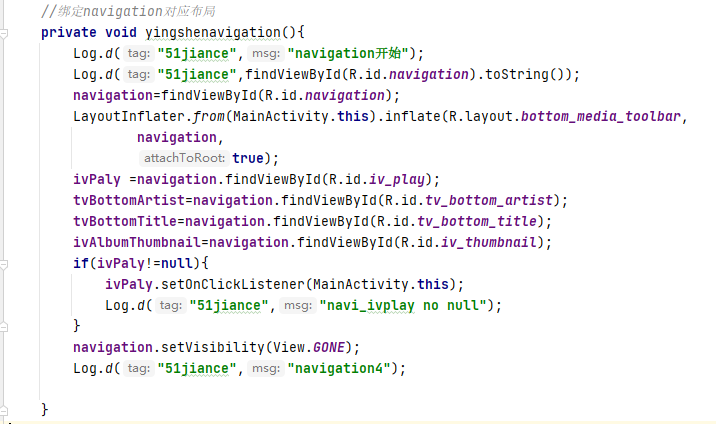 //绑定navigation对应布局
private void yingshenavigation(){
Log.d( tag: "51jiance", msg: "navigation开始");
Log.d( tag: "51jiance",findViewById(R.id.navigation).toString());
navigation=findViewById(R.id.navigation);
LayoutInflater.from(MainActivity.this).inflate(R.layout.bottom_media_toolbar,
navigation,
attachToRoot: true);
ivPaly =navigation.findViewById(R.id.iv_play);
tvBottomArtist=navigation.findViewById(R.id.tv_bottom_artist);
tvBottomTitle=navigation.findViewById(R.id.tv_bottom_title);
ivAlbumThumbnail=navigation.findViewById(R.id.iv_thumbnail);
if(ivPaly!=null){
ivPaly.setOnClickListener(MainActivity.this);
Log.d( tag: "51jiance", msg: "navi_ivplay no null");
}
navigation.setVisibility(View.GONE);
Log.d( tag: "51jiance", msg: "navigation4");
}